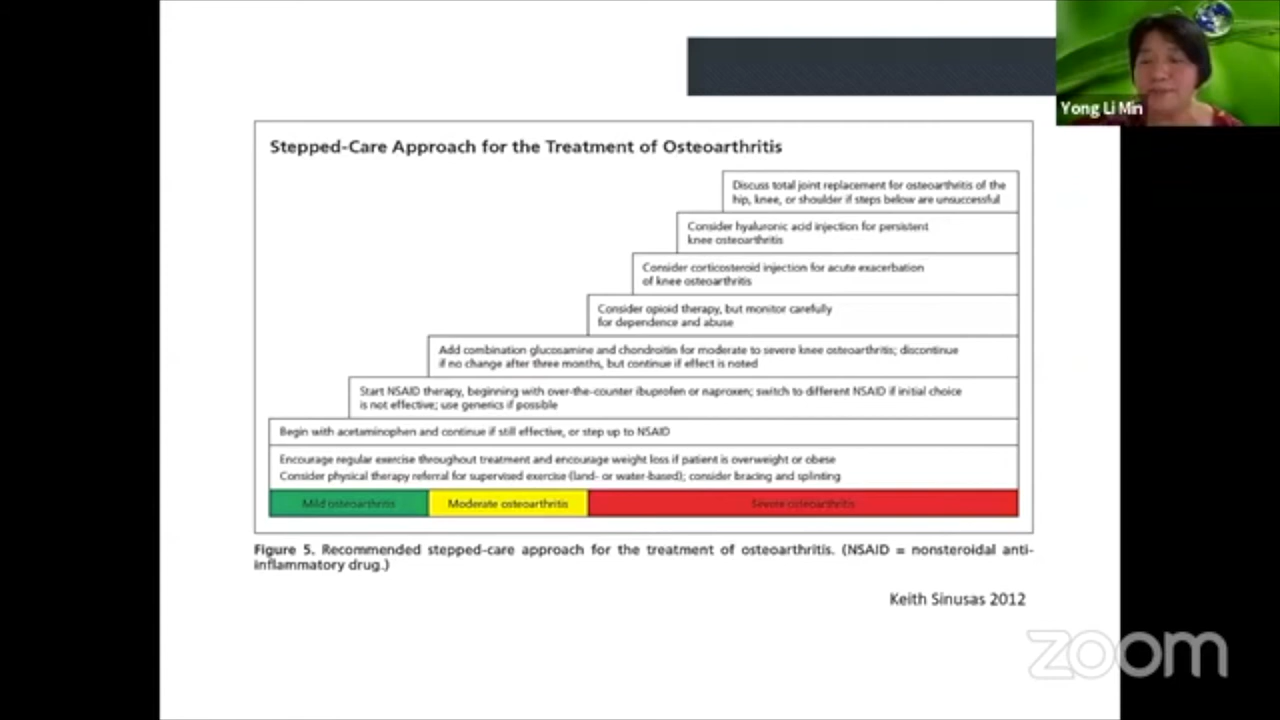 Yong Li Min
Stepped-Care Approach for the Treatment of Osteoarthritis
Discuss total joint replacement for osteoarthritis of the
hip, knee, or shoulder if steps below are unsuccessful
Consider hyaluronic acid injection for persistent
knee osteoarthritis
Consider corticosteroid injection for acute exacerbation
of knee osteoarthritis
Consider opioid therapy, but monitor carefully
for dependence and abuse
Add combination glucosamine and chondroitin for moderate to severe knee osteoarthritis; discontinue
if no change after three months, but continue if effect is noted
Start NSAID therapy, beginning with over-the-counter ibuprofen or naproxen; switch to different NSAID if initial choice
is not effective; use generics if possible
Begin with acetaminophen and continue if still effective, or step up to NSAID
Encourage regular exercise throughout treatment and encourage weight loss if patient is overweight or obese
Consider physical therapy referral for supervised exercise (land- or water-based); consider bracing and splinting
Mild osteoarthritis Moderate osteoarthritis Severe osteoarthritis
Figure 5. Recommended stepped-care approach for the treatment of osteoarthritis. (NSAID = nonsteroidal anti-
inflammatory drug.)
Keith Sinusas 2012
zoom